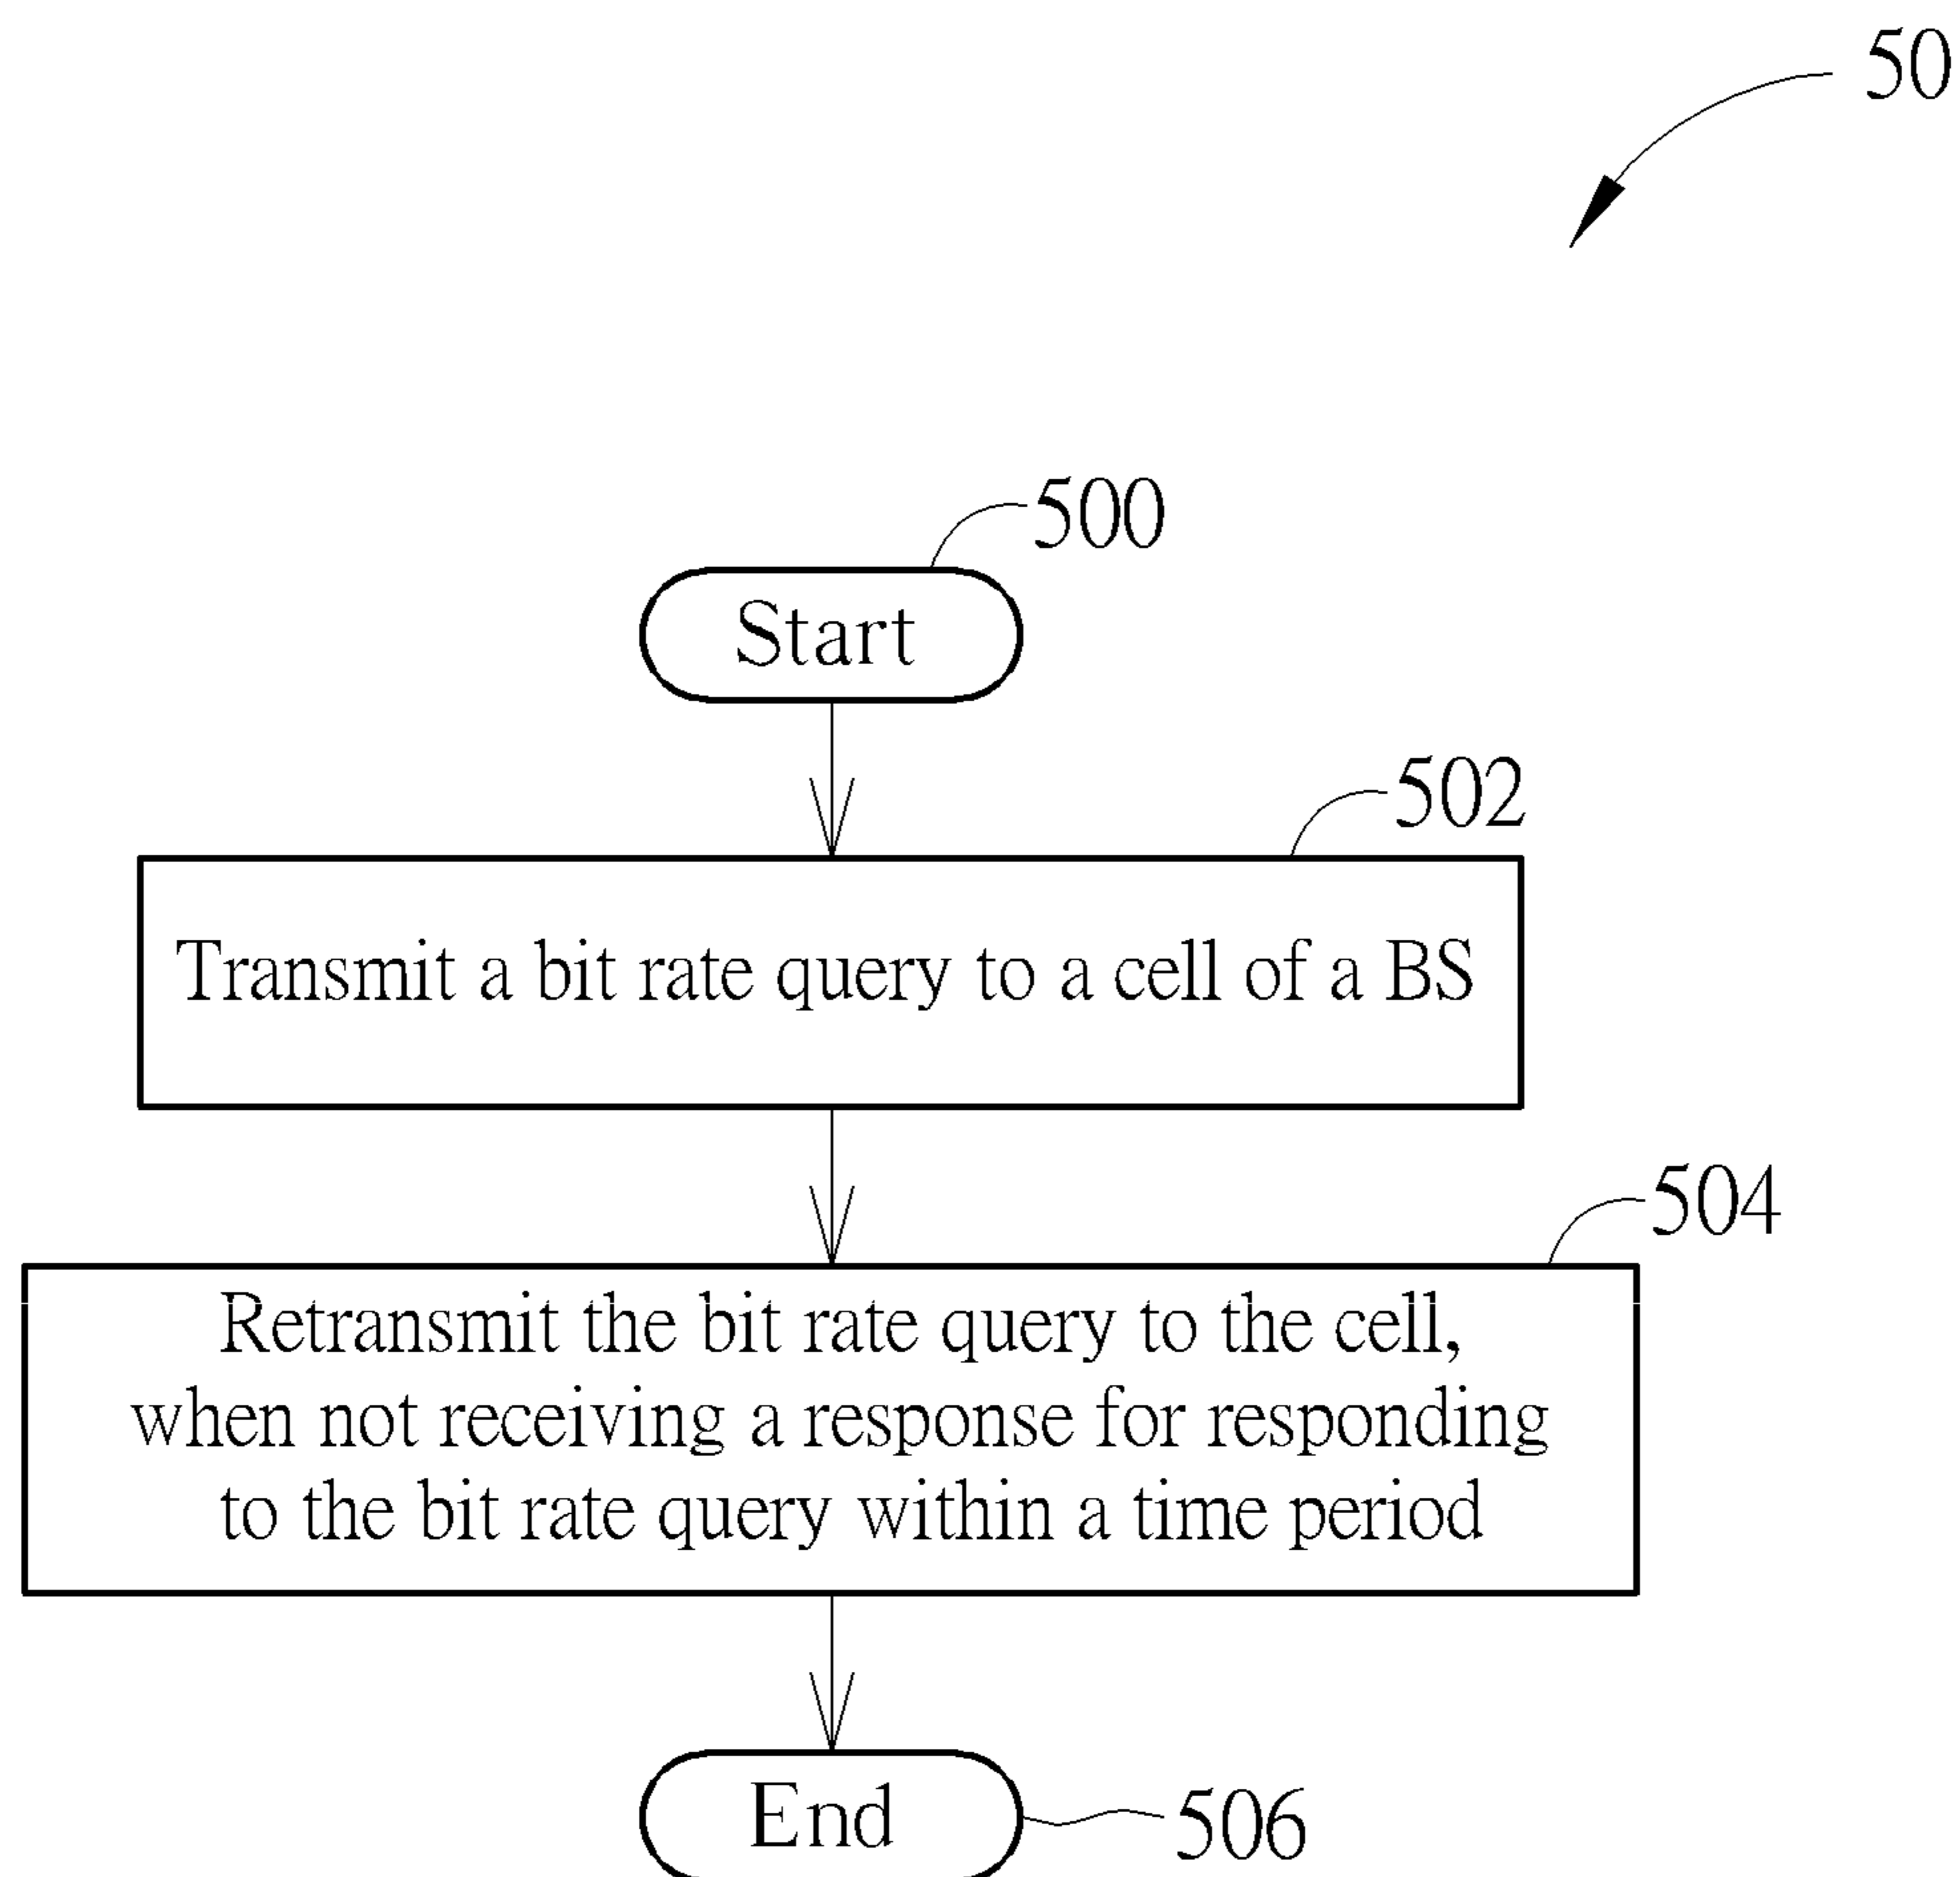 50
500
Start
502
Transmit a bit rate query to a cell of a BS
504
Retransmit the bit rate query to the cell,
when not receiving a response for responding
to the bit rate query within a time period
End
506